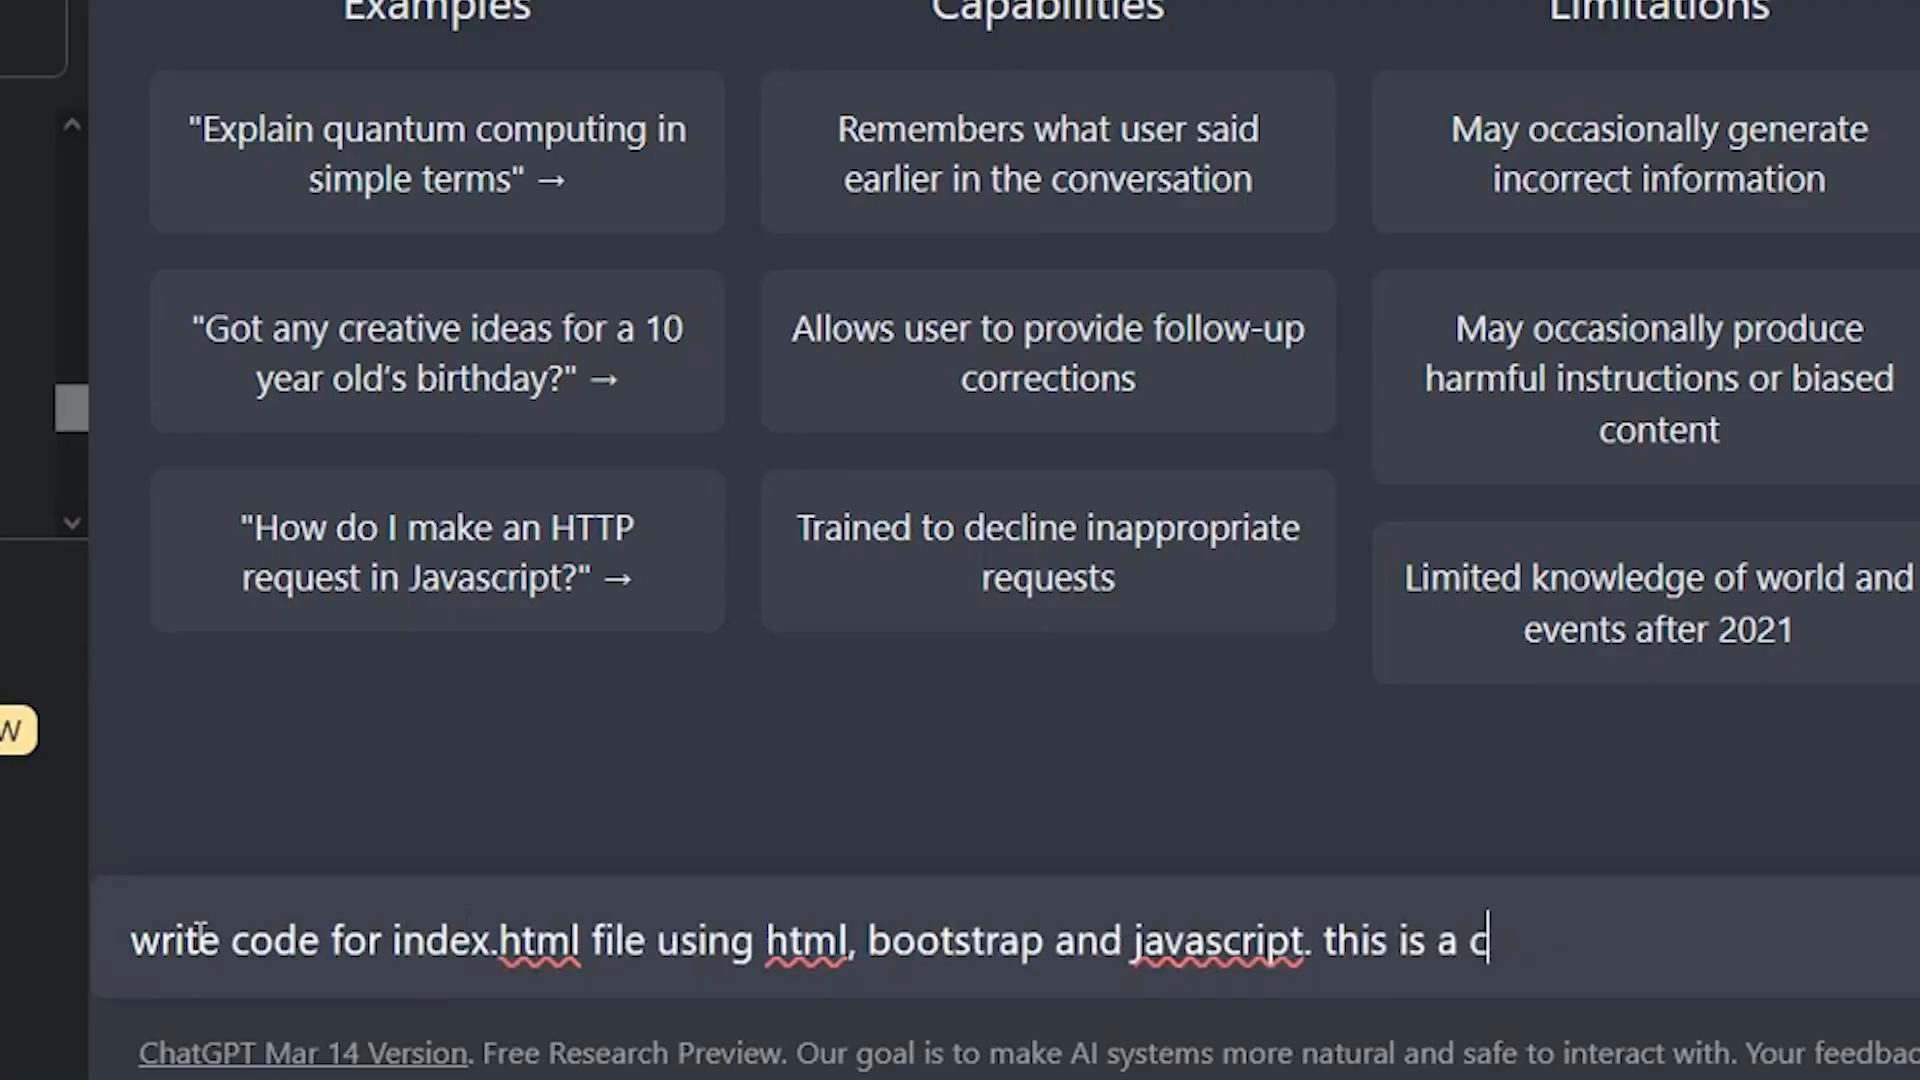 Examples
"Explain quantum computing in
simple terms" →
"Got any creative ideas for a 10
year old's birthday?" →
"How do I make an HTTP
request in Javascript?" →
Capabilities
Remembers what user said
earlier in the conversation
Allows user to provide follow-up
corrections
Trained to decline inappropriate
requests
Limitations
May occasionally generate
incorrect information
May occasionally produce
harmful instructions or biased
content
Limited knowledge of world and
events after 2021
W
write code for index.html file using html, bootstrap and javascript. this is a c
ChatGPT Mar 14 Version. Free Research Preview. Our goal is to make AI systems more natural and safe to interact with. Your